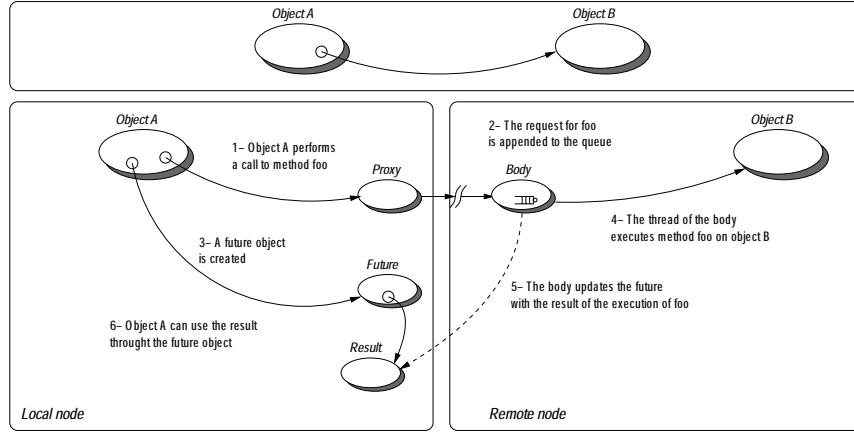 Object A
Object B
Object A
1– Object A performs
a call to method foo
Proxy
3– A future object
is created
Future
6– Object A can use the result
throught the future object
Result
Local node
2– The request for foo
is appended to the queue
Object B
Body
4– The thread of the body
executes method foo on object B
5– The body updates the future
with the result of the execution of foo
Remote node